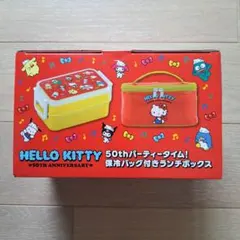 HELLO KITTY
★50TH ANNIVERSARY★
50thパーティータイム!
保冷バッグ付きランチボックス